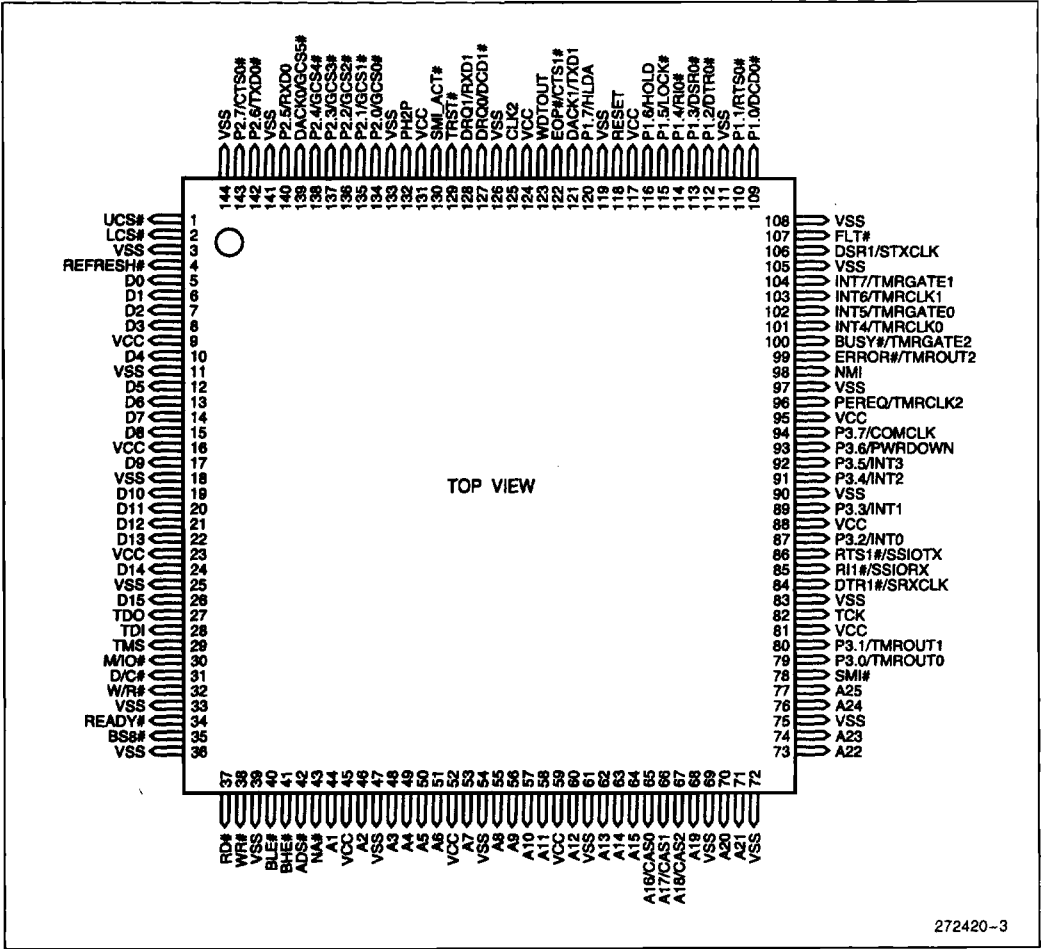 VSS
P2.7/CTS0#
P2.6/TXD0#
VSS
P2.5/RXD0
DACK0/GCS5#
P2.4/GCS4#
P2.3/GCS3#
P2.2/GCS2#
P2.1/GCS1#
P2.0/GCS0#
VSS
PH2P
VCC
SMI_ACT#
TRST#
DRQ1/RXD1
DRQ0/DCD1#
VSS
CLK2
VCC
WDTOUT
EOP#/CTS1#
DACK1/TXD1
P1.7/HLDA
VSS
RESET
VCC
P1.6/HOLD
P1.5/LOCK#
P1.4/RI0#
P1.3/DSR0#
P1.2/DTR0#
VSS
P1.1/RTS0#
P1.0/DCD0#
144 143 142 141 140 139 138 137 136 135 134 133 132 131 130 129 128 127 126 125 124 123 122 121 120 119 118 117 116 115 114 113 112 111 110 109
UCS# 1
LCS# 2
VSS 3
REFRESH# 4
D0 5
D1 6
D2 7
D3 8
VCC 9
D4 10
VSS 11
D5 12
D6 13
D7 14
D8 15
VCC 16
D9 17
VSS 18
D10 19
D11 20
D12 21
D13 22
VCC 23
D14 24
VSS 25
D15 26
TDO 27
TDI 28
TMS 29
M/IO# 30
D/C# 31
W/R# 32
VSS 33
READY# 34
BS8# 35
VSS 36
TOP VIEW
108 VSS
107 FLT#
106 DSR1/STXCLK
105 VSS
104 INT7/TMRGATE1
103 INT6/TMRCLK1
102 INT5/TMRGATE0
101 INT4/TMRCLK0
100 BUSY#/TMRGATE2
99 ERROR#/TMROUT2
98 NMI
97 VSS
96 PEREQ/TMRCLK2
95 VCC
94 P3.7/COMCLK
93 P3.6/PWRDOWN
92 P3.5/INT3
91 P3.4/INT2
90 VSS
89 P3.3/INT1
88 VCC
87 P3.2/INT0
86 RTS1#/SSIOTX
85 RI1#/SSIORX
84 DTR1#/SRXCLK
83 VSS
82 TCK
81 VCC
80 P3.1/TMROUT1
79 P3.0/TMROUT0
78 SMI#
77 A25
76 A24
75 VSS
74 A23
73 A22
37 38 39 40 41 42 43 44 45 46 47 48 49 50 51 52 53 54 55 56 57 58 59 60 61 62 63 64 65 66 67 68 69 70 71 72
RD#
WR#
VSS
BLE#
BHE#
ADS#
NA#
A1
VCC
A2
VSS
A3
A4
A5
A6
VCC
A7
VSS
A8
A9
A10
A11
VCC
A12
VSS
A13
A14
A15
A16/CAS0
A17/CAS1
A18/CAS2
A19
VSS
A20
A21
VSS
272420-3